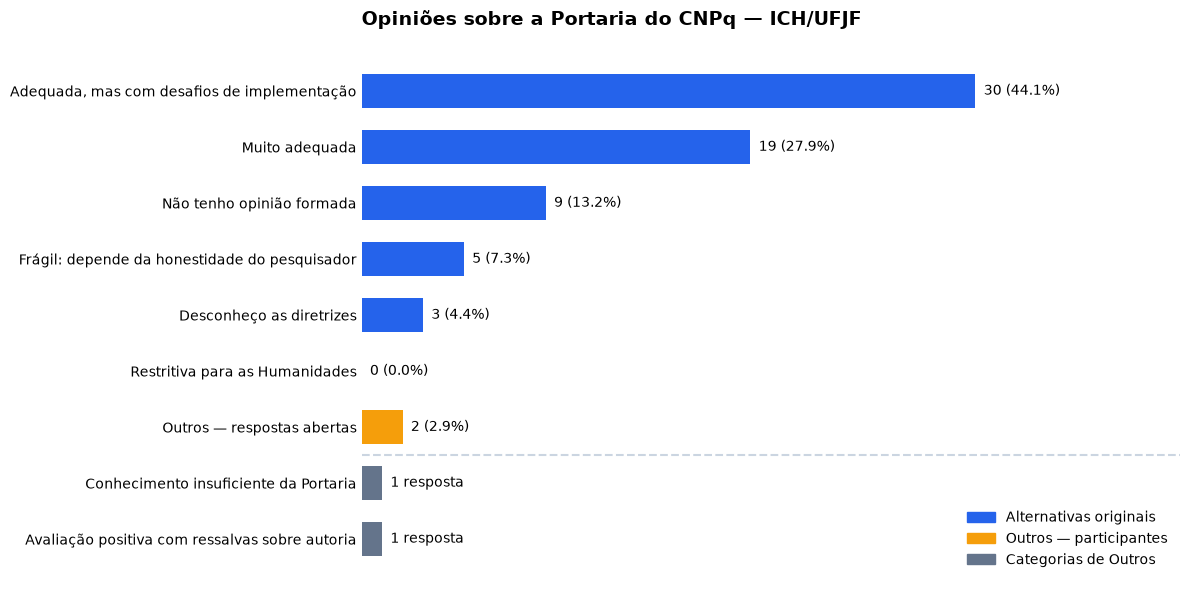 Opiniões sobre a Portaria do CNPq — ICH/UFJF
Adequada, mas com desafios de implementação 30 (44.1%)
Muito adequada 19 (27.9%)
Não tenho opinião formada 9 (13.2%)
Frágil: depende da honestidade do pesquisador 5 (7.3%)
Desconheço as diretrizes 3 (4.4%)
Restritiva para as Humanidades 0 (0.0%)
Outros — respostas abertas 2 (2.9%)
Conhecimento insuficiente da Portaria 1 resposta
Avaliação positiva com ressalvas sobre autoria 1 resposta
Alternativas originais
Outros — participantes
Categorias de Outros